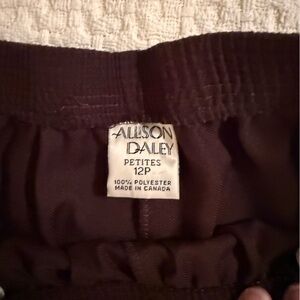 ALLISON
DALEY
PETITES
12P
100% POLYESTER
MADE IN CANADA